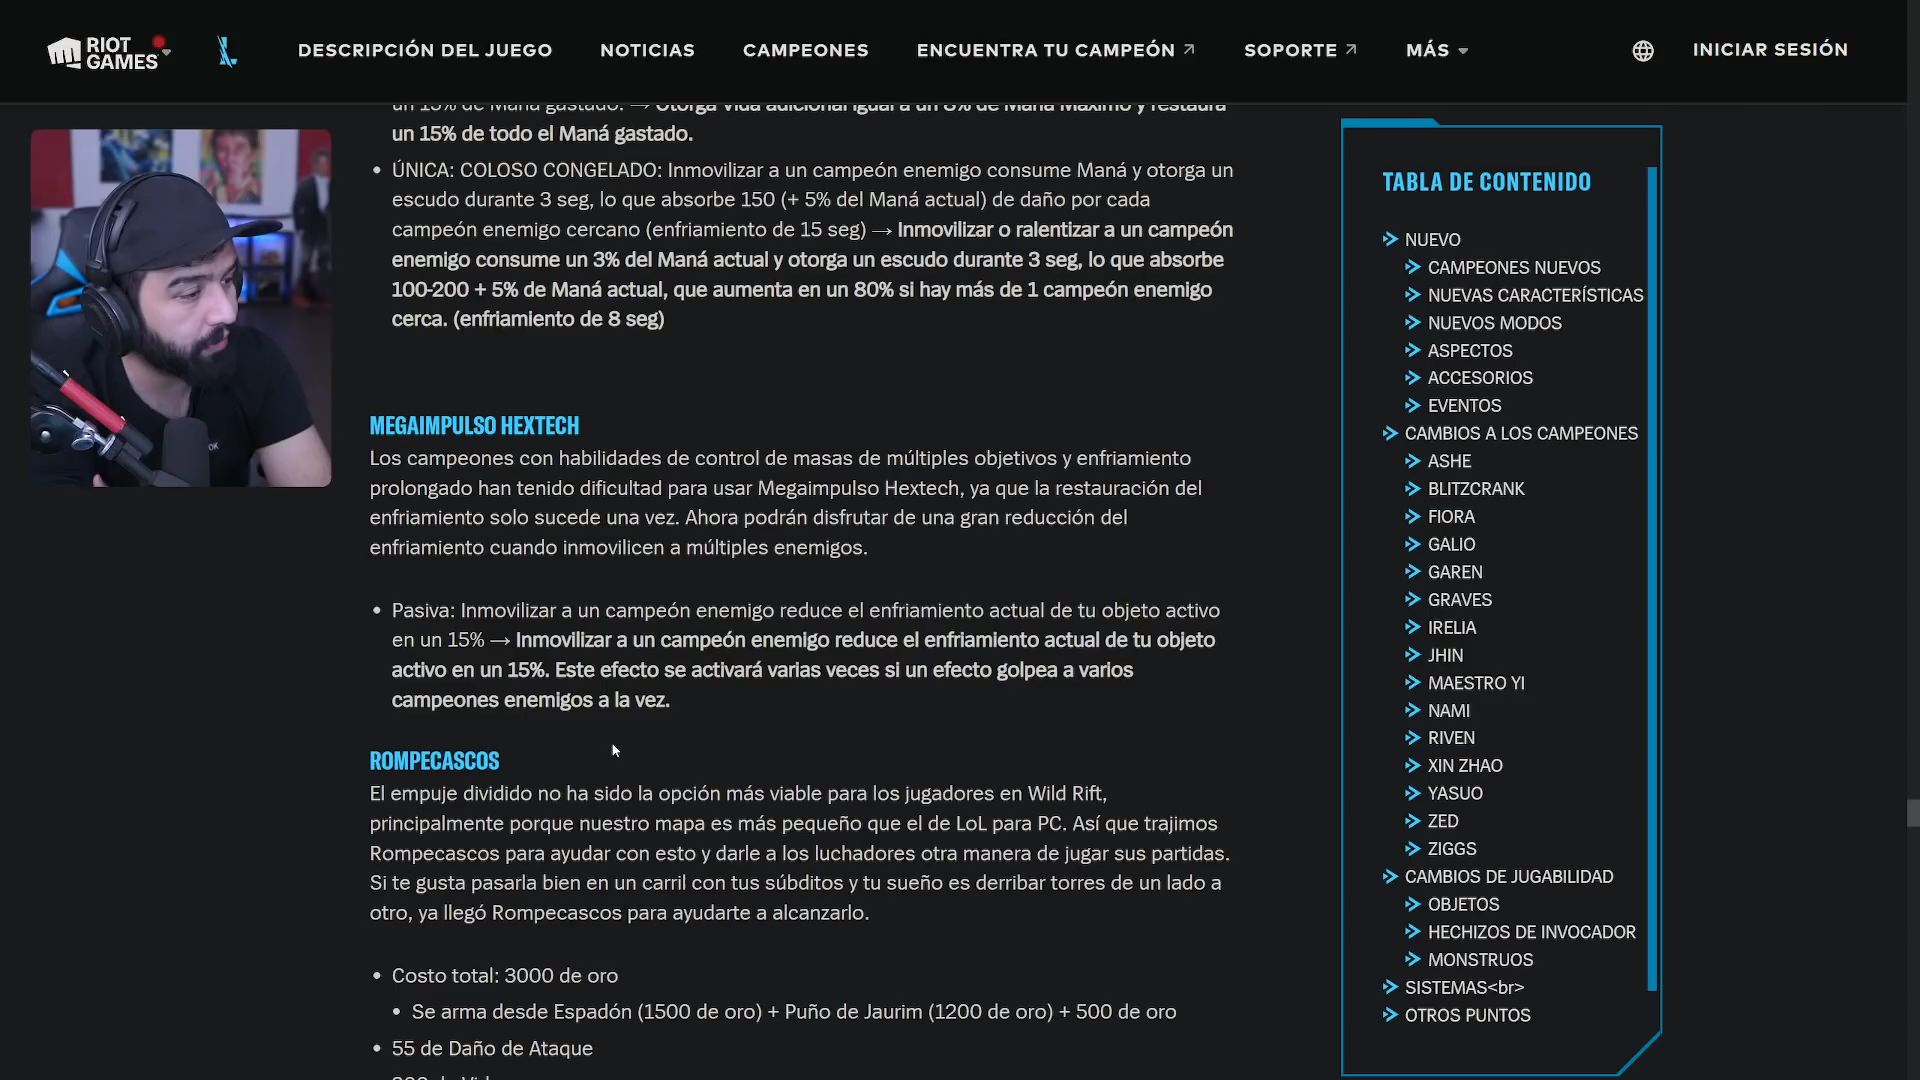 RIOT GAMES
DESCRIPCIÓN DEL JUEGO
NOTICIAS
CAMPEONES
ENCUENTRA TU CAMPEÓN
SOPORTE
MÁS
INICIAR SESIÓN
un 15% de Maná gastado. → Otorga Vida adicional igual a un 8% de Maná Máximo y restaura
un 15% de todo el Maná gastado.
• ÚNICA: COLOSO CONGELADO: Inmovilizar a un campeón enemigo consume Maná y otorga un
escudo durante 3 seg, lo que absorbe 150 (+ 5% del Maná actual) de daño por cada
campeón enemigo cercano (enfriamiento de 15 seg) → Inmovilizar o ralentizar a un campeón
enemigo consume un 3% del Maná actual y otorga un escudo durante 3 seg, lo que absorbe
100-200 + 5% de Maná actual, que aumenta en un 80% si hay más de 1 campeón enemigo
cerca. (enfriamiento de 8 seg)
MEGAIMPULSO HEXTECH
Los campeones con habilidades de control de masas de múltiples objetivos y enfriamiento
prolongado han tenido dificultad para usar Megaimpulso Hextech, ya que la restauración del
enfriamiento solo sucede una vez. Ahora podrán disfrutar de una gran reducción del
enfriamiento cuando inmovilicen a múltiples enemigos.
• Pasiva: Inmovilizar a un campeón enemigo reduce el enfriamiento actual de tu objeto activo
en un 15% → Inmovilizar a un campeón enemigo reduce el enfriamiento actual de tu objeto
activo en un 15%. Este efecto se activará varias veces si un efecto golpea a varios
campeones enemigos a la vez.
ROMPECASCOS
El empuje dividido no ha sido la opción más viable para los jugadores en Wild Rift,
principalmente porque nuestro mapa es más pequeño que el de LoL para PC. Así que trajimos
Rompecascos para ayudar con esto y darle a los luchadores otra manera de jugar sus partidas.
Si te gusta pasarla bien en un carril con tus súbditos y tu sueño es derribar torres de un lado a
otro, ya llegó Rompecascos para ayudarte a alcanzarlo.
• Costo total: 3000 de oro
• Se arma desde Espadón (1500 de oro) + Puño de Jaurim (1200 de oro) + 500 de oro
• 55 de Daño de Ataque
TABLA DE CONTENIDO
NUEVO
CAMPEONES NUEVOS
NUEVAS CARACTERÍSTICAS
NUEVOS MODOS
ASPECTOS
ACCESORIOS
EVENTOS
CAMBIOS A LOS CAMPEONES
ASHE
BLITZCRANK
FIORA
GALIO
GAREN
GRAVES
IRELIA
JHIN
MAESTRO YI
NAMI
RIVEN
XIN ZHAO
YASUO
ZED
ZIGGS
CAMBIOS DE JUGABILIDAD
OBJETOS
HECHIZOS DE INVOCADOR
MONSTRUOS
SISTEMAS<br>
OTROS PUNTOS